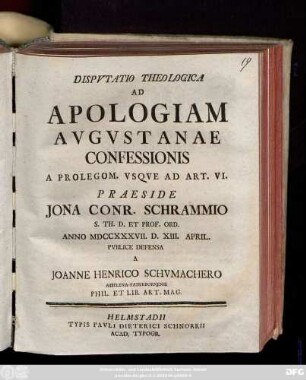 19
DISPVTATIO THEOLOGICA
AD
APOLOGIAM
AVGVSTANAE
CONFESSIONIS
A PROLEGOM. VSQVE AD ART. VI.
PRAESIDE
JONA CONR. SCHRAMMIO
S. TH. D. ET PROF. ORD.
ANNO MDCCXXXVII. D. XIII. APRIL.
PVBLICE DEFENSA
A
JOANNE HENRICO SCHVMACHERO
PHIL. ET LIB. ART. MAG.
HELMSTADII
TYPIS PAVLI DIETERICI SCHNORRII
ACAD. TYPOGR.